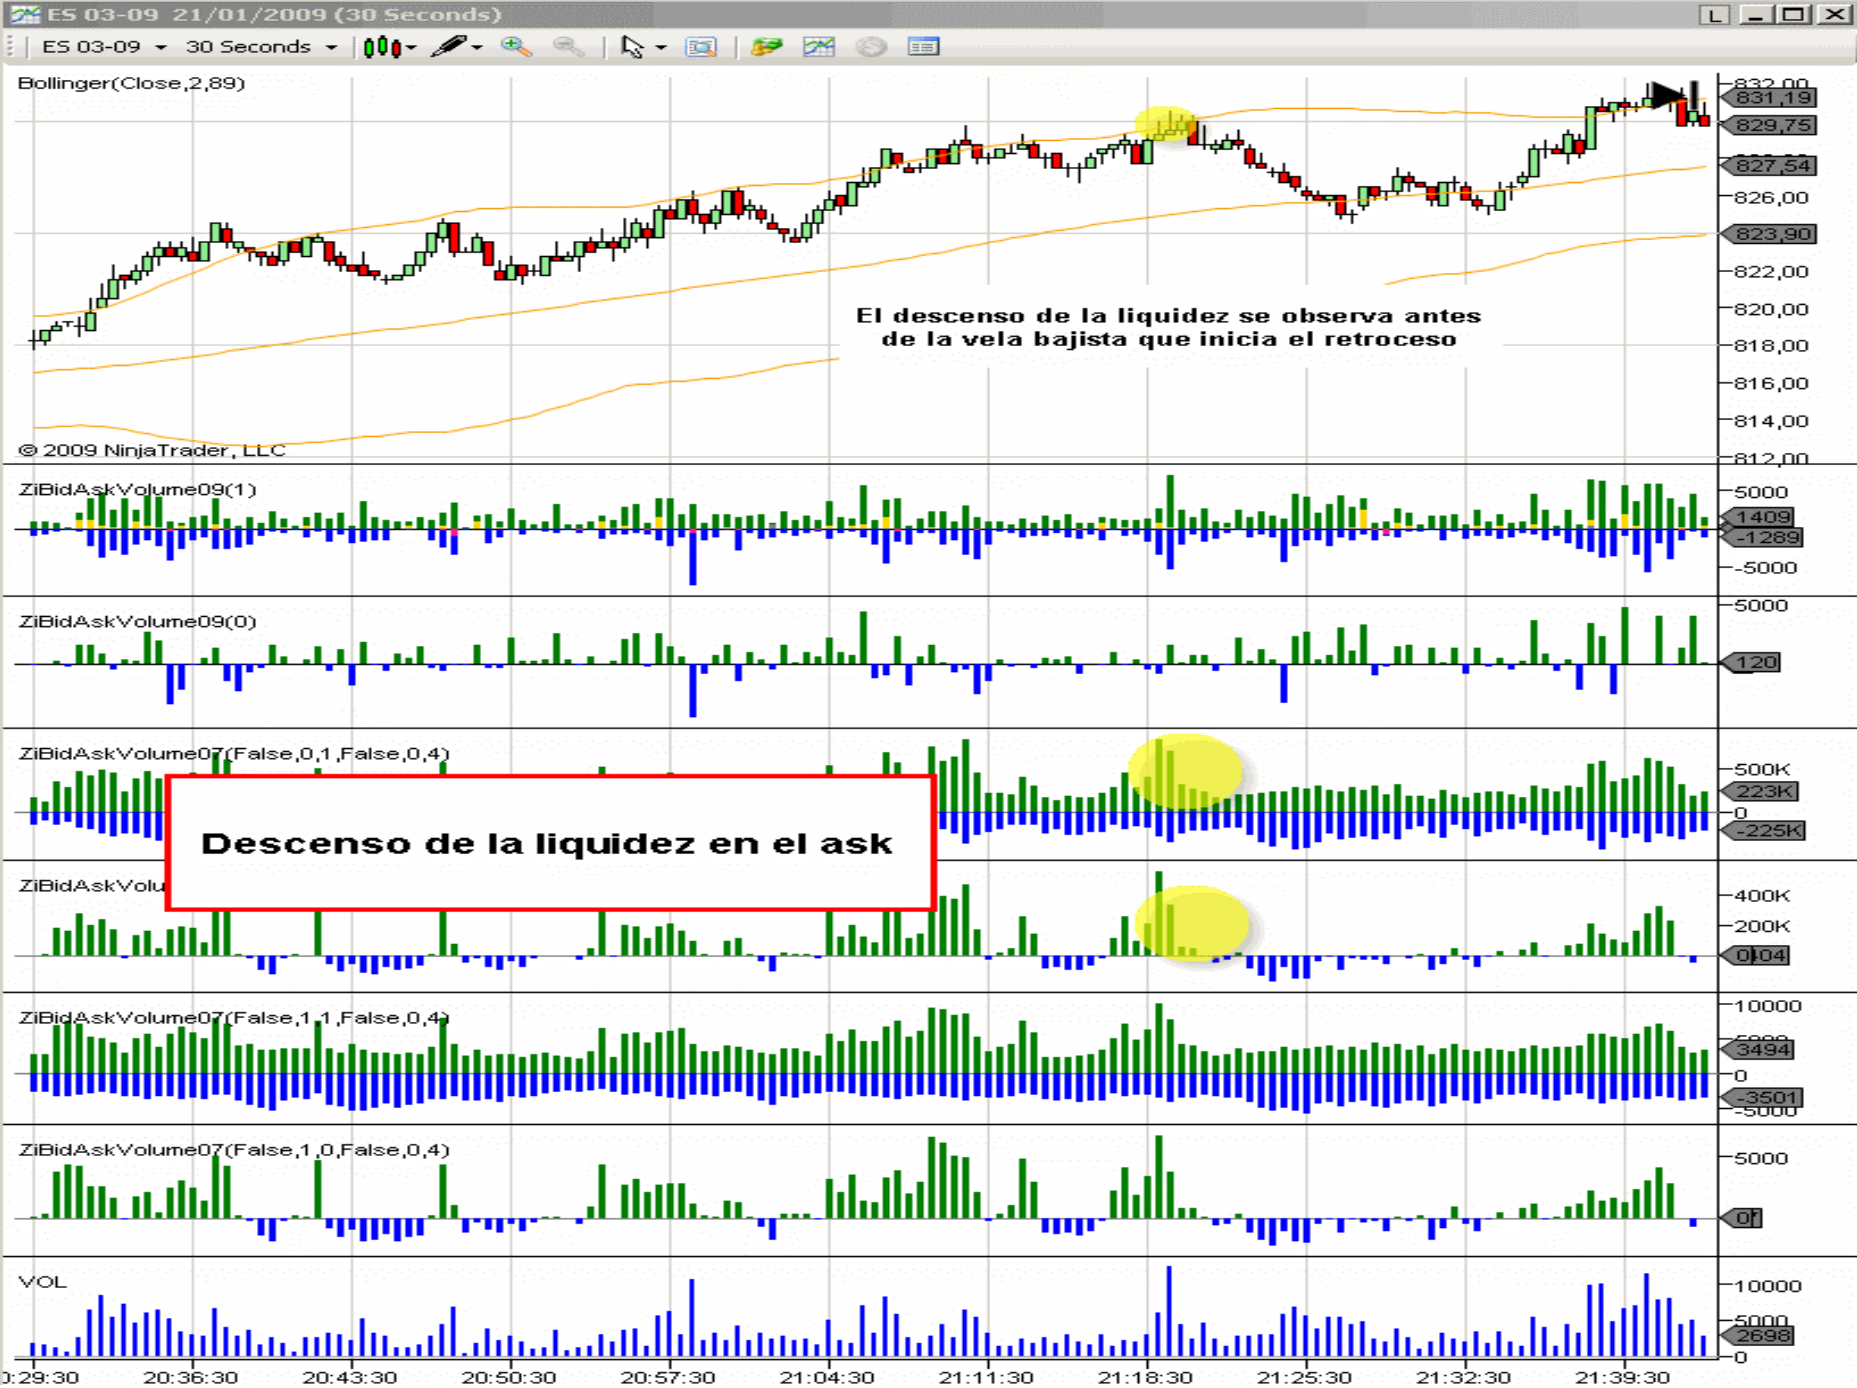 ES 03-09 21/01/2009 (30 Seconds)
L
ES 03-09 30 Seconds
Bollinger(Close,2,89)
832,00
831,19
829,75
827,54
826,00
823,90
822,00
820,00
818,00
816,00
814,00
812,00
El descenso de la liquidez se observa antes
de la vela bajista que inicia el retroceso
© 2009 NinjaTrader, LLC
ZiBidAskVolume09(1)
5000
1409
-1289
-5000
ZiBidAskVolume09(0)
5000
120
ZiBidAskVolume07(False,0,1,False,0,4)
500K
223K
0
-225K
Descenso de la liquidez en el ask
ZiBidAskVolu
400K
200K
ZiBidAskVolume07(False,1,1,False,0,4)
10000
3494
0
-3501
-5000
ZiBidAskVolume07(False,1,0,False,0,4)
5000
0
VOL
10000
5000
2698
0
0:29:30 20:36:30 20:43:30 20:50:30 20:57:30 21:04:30 21:11:30 21:18:30 21:25:30 21:32:30 21:39:30